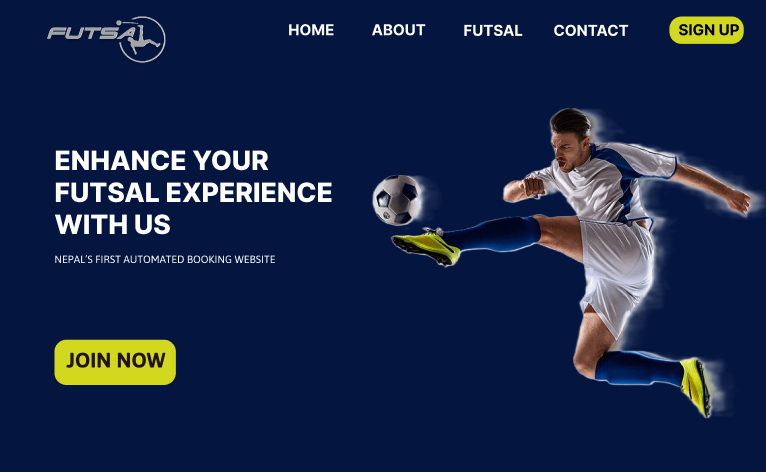 FUTSAL
HOME
ABOUT
FUTSAL
CONTACT
SIGN UP
ENHANCE YOUR
FUTSAL EXPERIENCE
WITH US
NEPAL'S FIRST AUTOMATED BOOKING WEBSITE
JOIN NOW